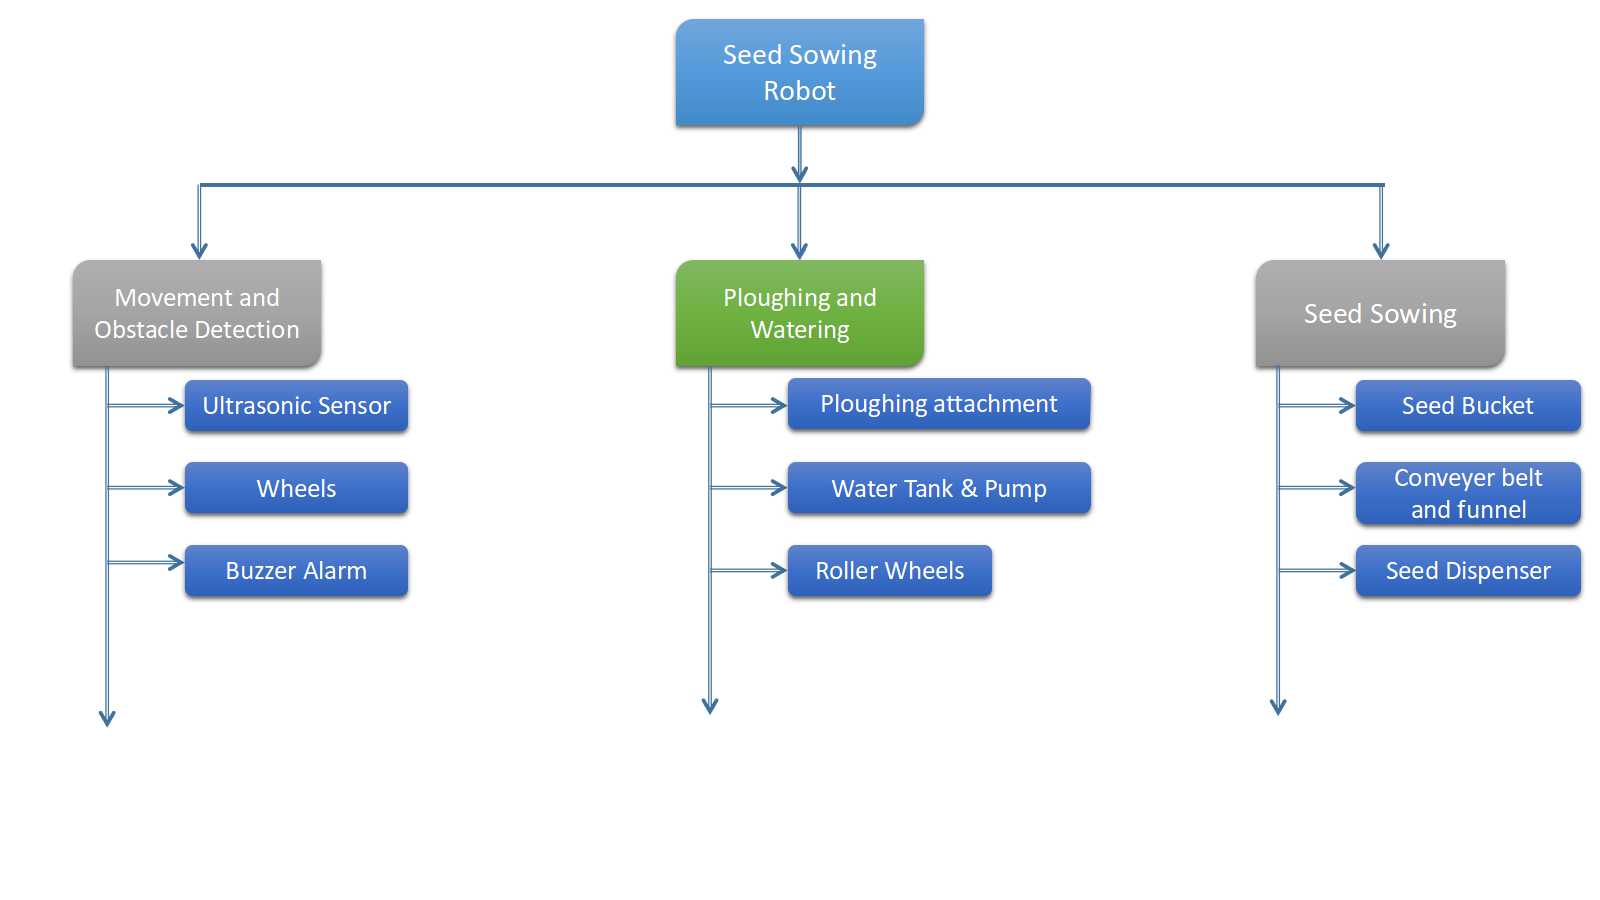 Seed Sowing
Robot
Movement and
Obstacle Detection
Ultrasonic Sensor
Wheels
Buzzer Alarm
Ploughing and
Watering
Ploughing attachment
Water Tank & Pump
Roller Wheels
Seed Sowing
Seed Bucket
Conveyer belt
and funnel
Seed Dispenser